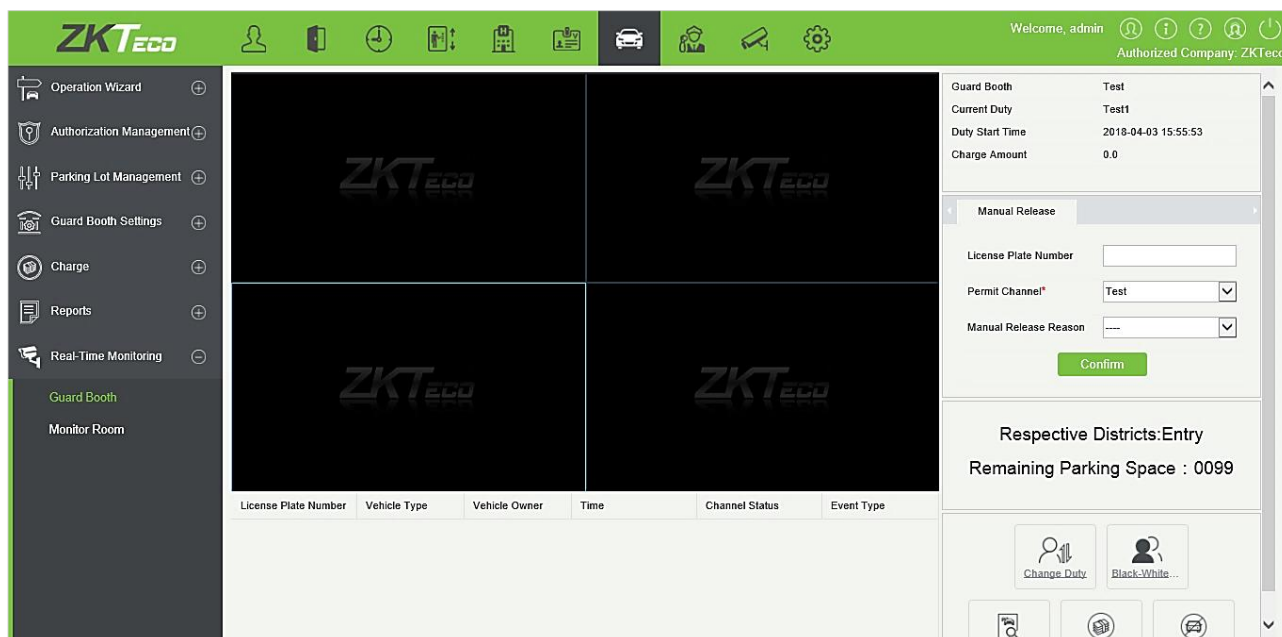 ZKTeco
Welcome, admin
Authorized Company: ZKTeco
Operation Wizard
Authorization Management
Parking Lot Management
Guard Booth Settings
Charge
Reports
Real-Time Monitoring
Guard Booth
Monitor Room
ZKTeco
ZKTeco
ZKTeco
ZKTeco
License Plate Number Vehicle Type Vehicle Owner Time Channel Status Event Type
Guard Booth Test
Current Duty Test1
Duty Start Time 2018-04-03 15:55:53
Charge Amount 0.0
Manual Release
License Plate Number
Permit Channel* Test
Manual Release Reason ----
Confirm
Respective Districts:Entry
Remaining Parking Space : 0099
Change Duty Black-White...